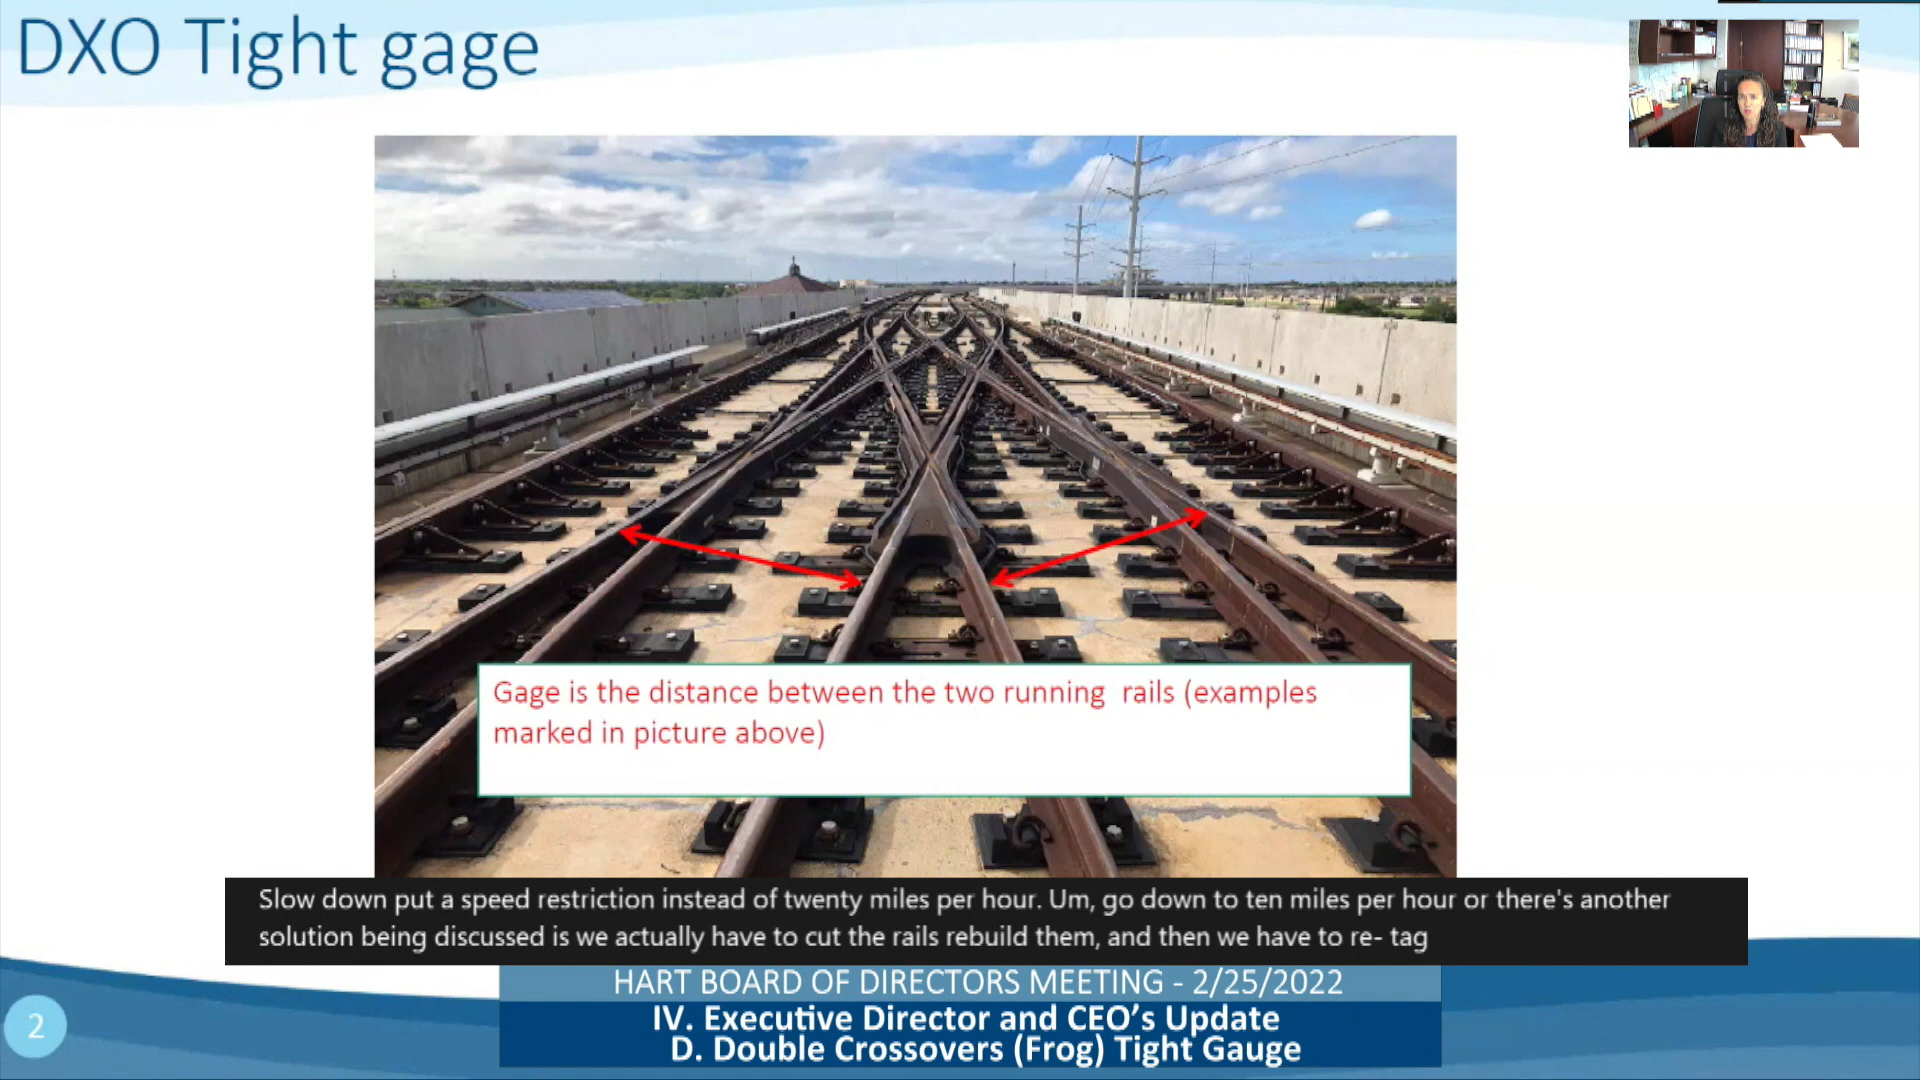 DXO Tight gage
Gage is the distance between the two running rails (examples
marked in picture above)
Slow down put a speed restriction instead of twenty miles per hour. Um, go down to ten miles per hour or there's another
solution being discussed is we actually have to cut the rails rebuild them, and then we have to re- tag
HART BOARD OF DIRECTORS MEETING - 2/25/2022
IV. Executive Director and CEO's Update
D. Double Crossovers (Frog) Tight Gauge
2